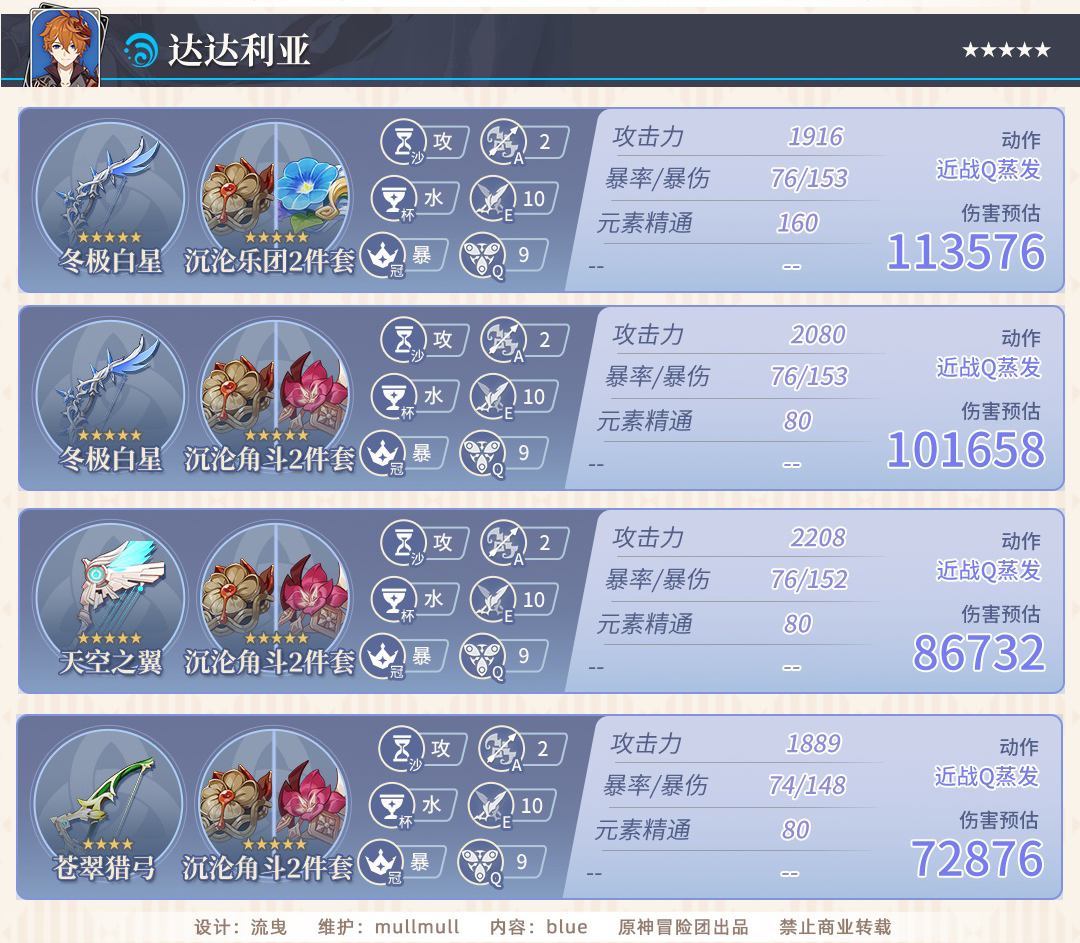 达达利亚 ★★★★★
攻击力 1916
沙 攻 A 2
动作
近战Q蒸发
暴率/暴伤 76/153
杯 水 E 10
元素精通 160
伤害预估
113576
★★★★★ ★★★★★
冬极白星 沉沦乐团2件套
冠 暴 Q 9
-- --
攻击力 2080
沙 攻 A 2
动作
近战Q蒸发
暴率/暴伤 76/153
杯 水 E 10
元素精通 80
伤害预估
101658
★★★★★ ★★★★★
冬极白星 沉沦角斗2件套
冠 暴 Q 9
-- --
攻击力 2208
沙 攻 A 2
动作
近战Q蒸发
暴率/暴伤 76/152
杯 水 E 10
元素精通 80
伤害预估
86732
★★★★★ ★★★★★
天空之翼 沉沦角斗2件套
冠 暴 Q 9
-- --
攻击力 1889
沙 攻 A 2
动作
近战Q蒸发
暴率/暴伤 74/148
杯 水 E 10
元素精通 80
伤害预估
72876
★★★★ ★★★★★
苍翠猎弓 沉沦角斗2件套
冠 暴 Q 9
-- --
设计：流曳 维护：mullmull 内容：blue 原神冒险团出品 禁止商业转载